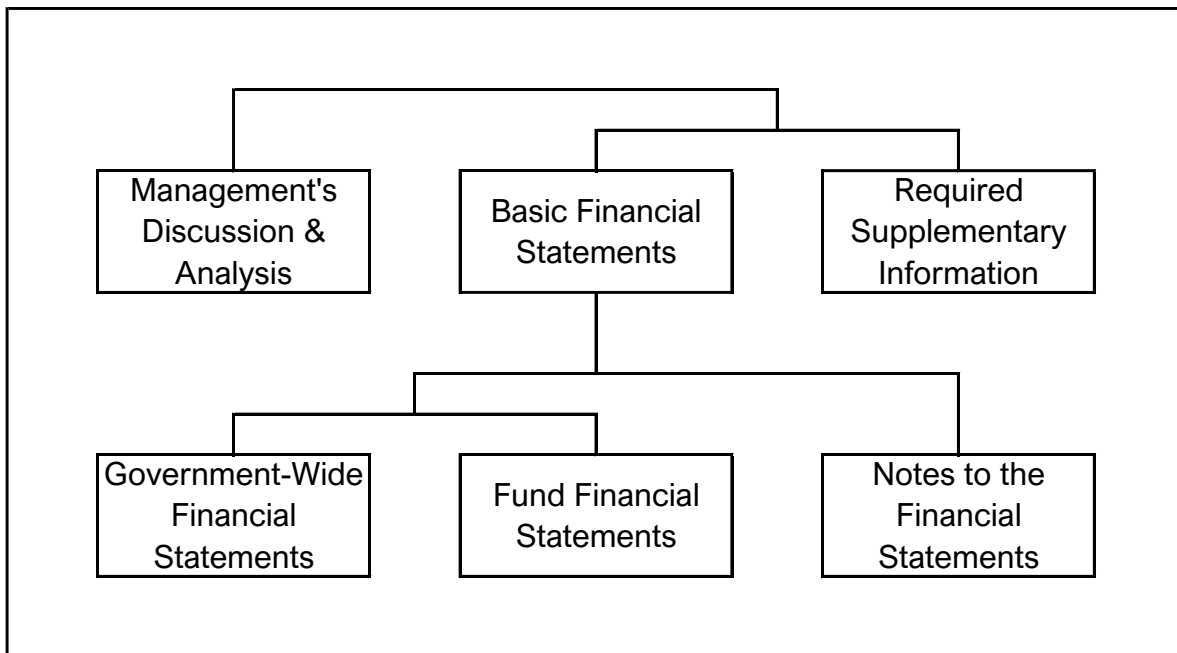 Management's
Discussion &
Analysis
Basic Financial
Statements
Required
Supplementary
Information
Government-Wide
Financial
Statements
Fund Financial
Statements
Notes to the
Financial
Statements